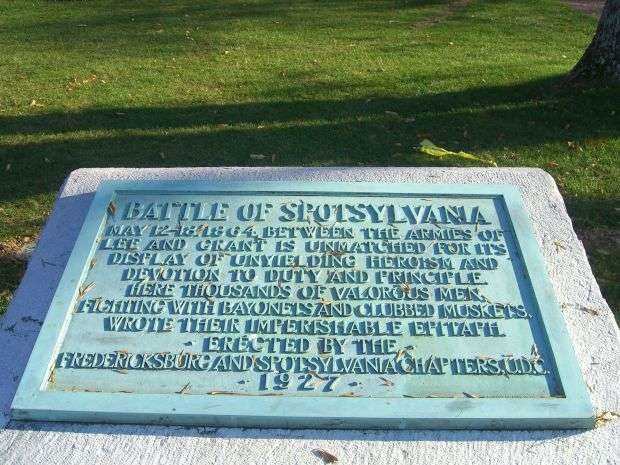 BATTLE OF SPOTSYLVANIA
MAY 12-18 1864, BETWEEN THE ARMIES OF
LEE AND GRANT IS UNMATCHED FOR ITS
DISPLAY OF UNYIELDING HEROISM AND
DEVOTION TO DUTY AND PRINCIPLE.
HERE THOUSANDS OF VALOROUS MEN,
FIGHTING WITH BAYONETS AND CLUBBED MUSKETS,
WROTE THEIR IMPERISHABLE EPITAPH.
- ERECTED BY THE -
FREDERICKSBURG AND SPOTSYLVANIA CHAPTERS, U.D.C.
- 1927 -